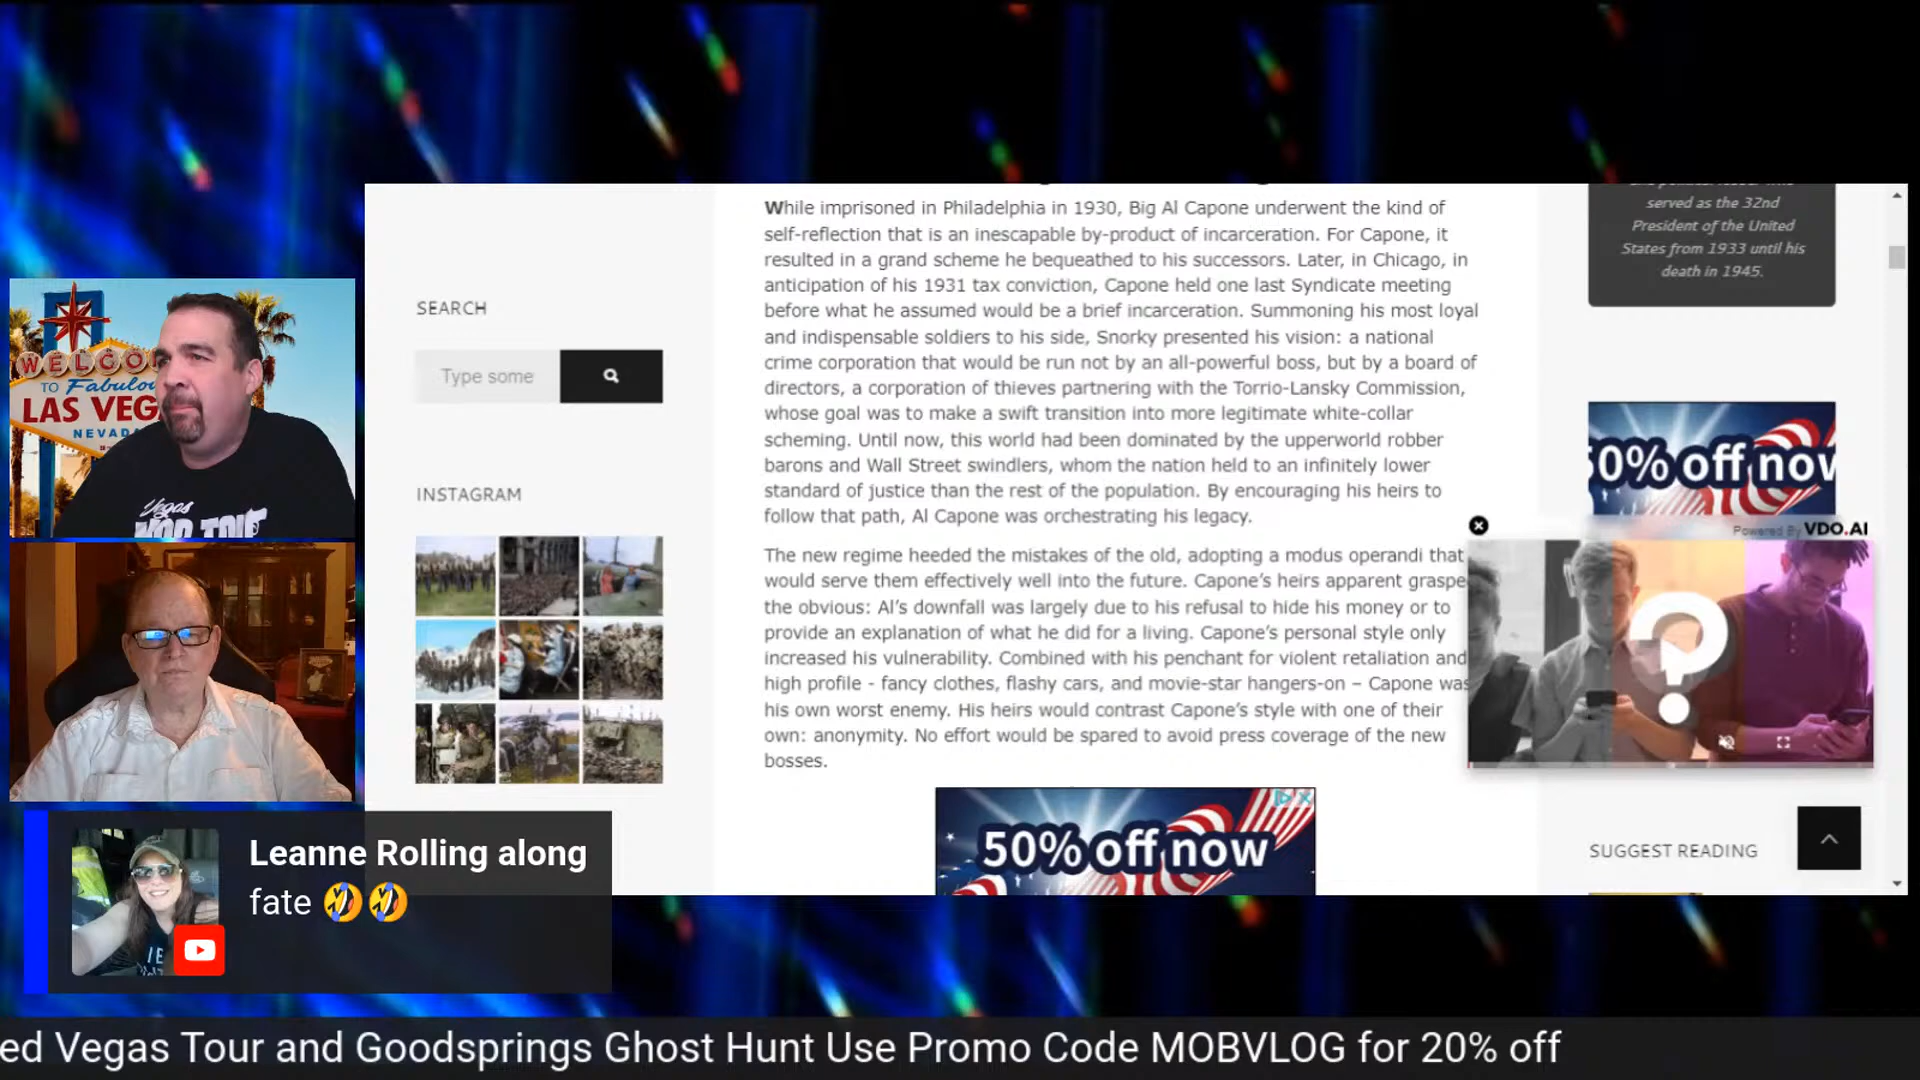 WELCO
TO Fabulou
LAS VEG
NEVADA
Vegas
MOB TOUR
SEARCH
Type some
INSTAGRAM
While imprisoned in Philadelphia in 1930, Big Al Capone underwent the kind of
self-reflection that is an inescapable by-product of incarceration. For Capone, it
resulted in a grand scheme he bequeathed to his successors. Later, in Chicago, in
anticipation of his 1931 tax conviction, Capone held one last Syndicate meeting
before what he assumed would be a brief incarceration. Summoning his most loyal
and indispensable soldiers to his side, Snorky presented his vision: a national
crime corporation that would be run not by an all-powerful boss, but by a board of
directors, a corporation of thieves partnering with the Torrio-Lansky Commission,
whose goal was to make a swift transition into more legitimate white-collar
scheming. Until now, this world had been dominated by the upperworld robber
barons and Wall Street swindlers, whom the nation held to an infinitely lower
standard of justice than the rest of the population. By encouraging his heirs to
follow that path, Al Capone was orchestrating his legacy.
The new regime heeded the mistakes of the old, adopting a modus operandi that
would serve them effectively well into the future. Capone's heirs apparent graspe
the obvious: Al's downfall was largely due to his refusal to hide his money or to
provide an explanation of what he did for a living. Capone's personal style only
increased his vulnerability. Combined with his penchant for violent retaliation and
high profile - fancy clothes, flashy cars, and movie-star hangers-on – Capone was
his own worst enemy. His heirs would contrast Capone's style with one of their
own: anonymity. No effort would be spared to avoid press coverage of the new
bosses.
50% off now
served as the 32nd
President of the United
States from 1933 until his
death in 1945.
0% off now
Powered By VDO.AI
?
SUGGEST READING
Leanne Rolling along
fate 🤣🤣
ed Vegas Tour and Goodsprings Ghost Hunt Use Promo Code MOBVLOG for 20% off